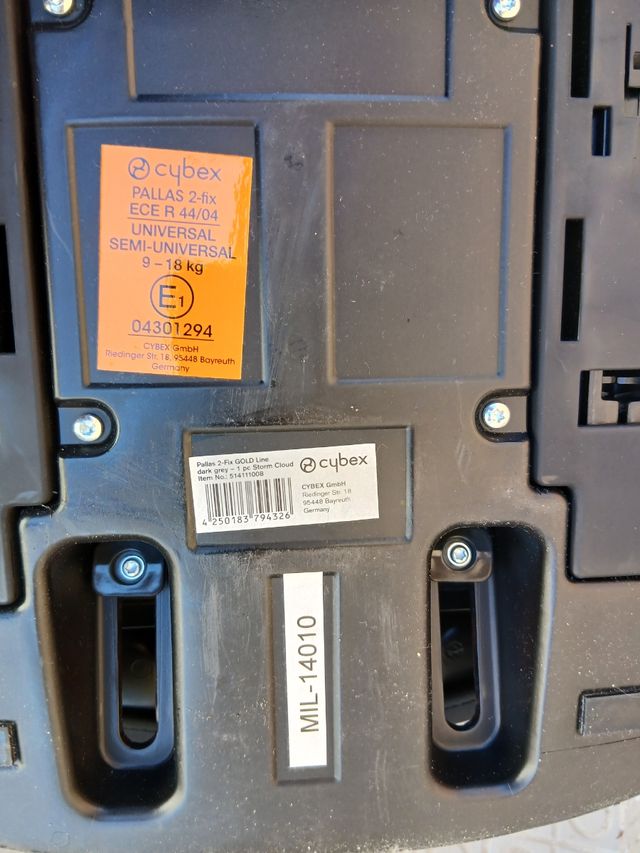 cybex
PALLAS 2-fix
ECE R 44/04
UNIVERSAL
SEMI-UNIVERSAL
9 – 18 kg
E1
04301294
CYBEX GmbH
Riedinger Str. 18, 95448 Bayreuth
Germany
Pallas 2-Fix GOLD Line
dark grey – 1 pc Storm Cloud
Item No.: 514111008
4 250183 794326
cybex
CYBEX GmbH
Riedinger Str. 18
95448 Bayreuth
Germany
MIL-14010